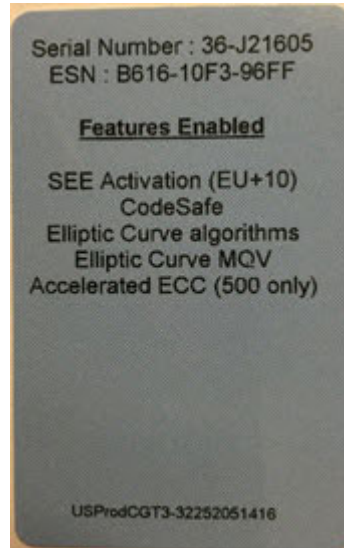 Serial Number : 36-J21605
ESN : B616-10F3-96FF
Features Enabled
SEE Activation (EU+10)
CodeSafe
Elliptic Curve algorithms
Elliptic Curve MQV
Accelerated ECC (500 only)
USProdCGT3-32252051416